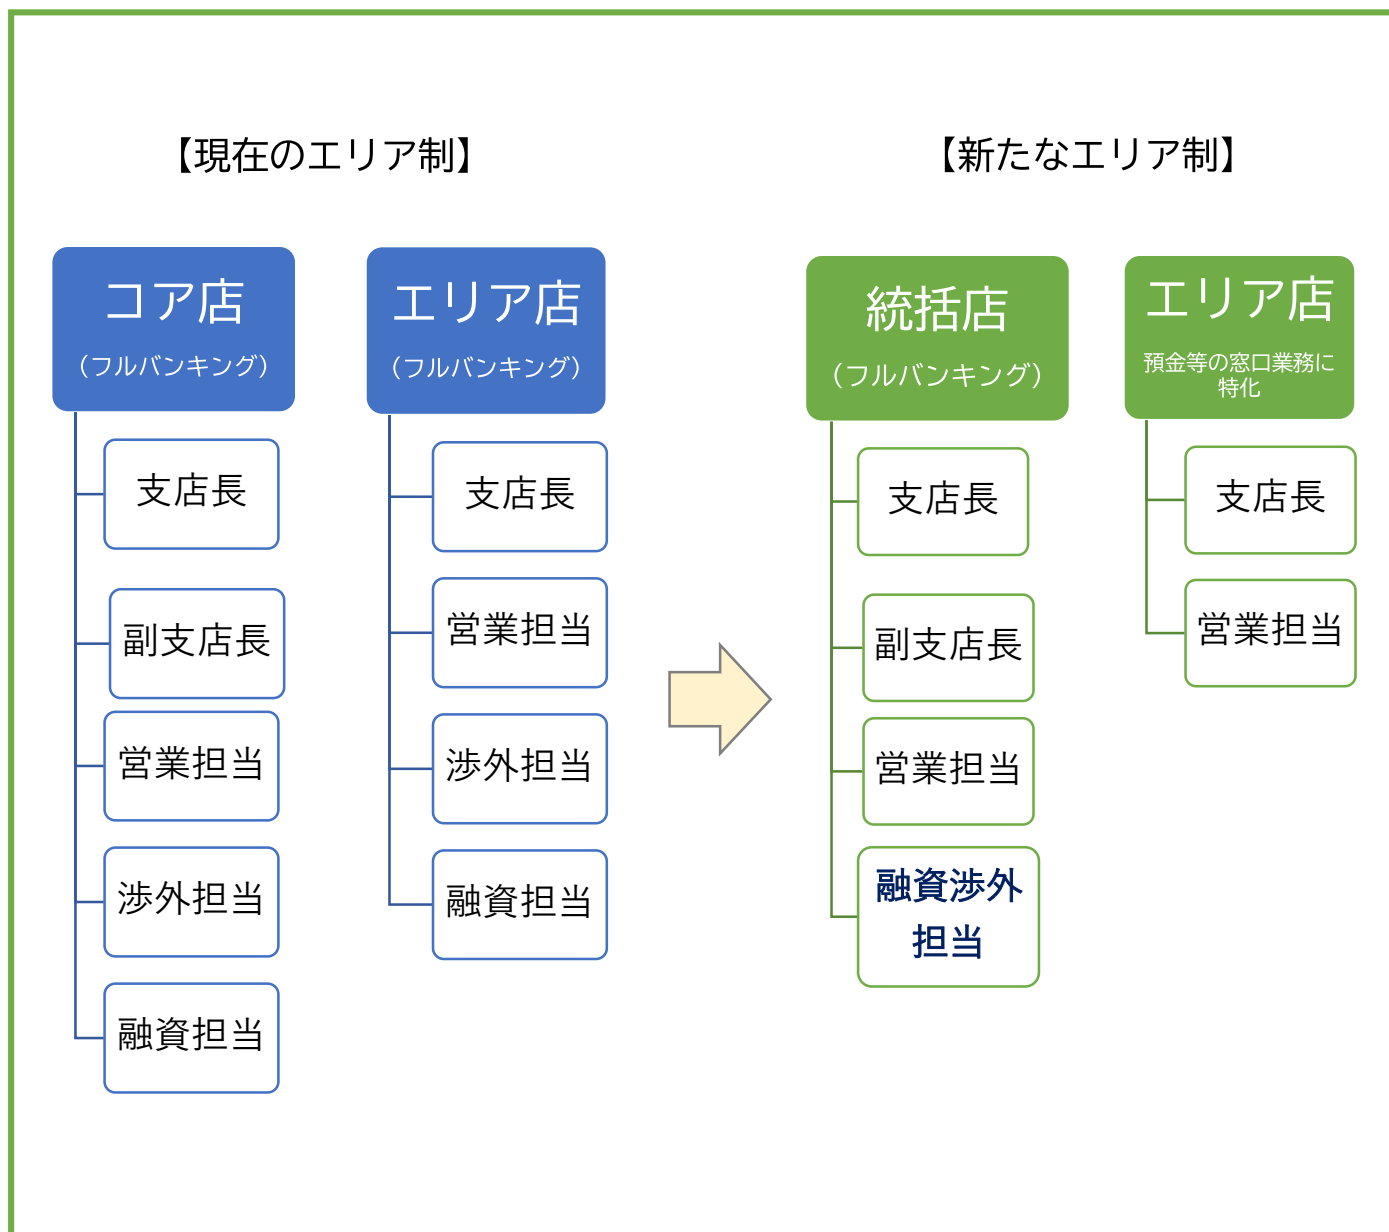 【現在のエリア制】
コア店
（フルバンキング）
支店長
副支店長
営業担当
渉外担当
融資担当
エリア店
（フルバンキング）
支店長
営業担当
渉外担当
融資担当
【新たなエリア制】
統括店
（フルバンキング）
支店長
副支店長
営業担当
融資渉外
担当
エリア店
預金等の窓口業務に
特化
支店長
営業担当